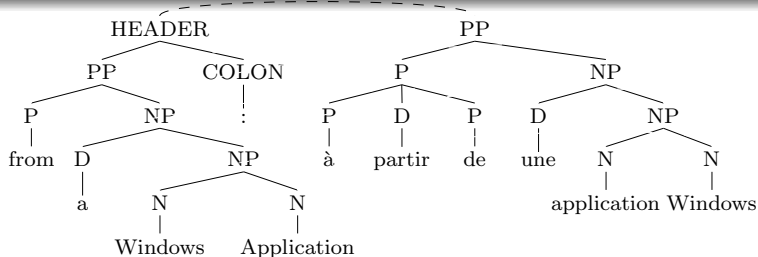 HEADER PP
PP COLON P NP
P NP : P D P D NP
from D NP à partir de une N N
a N N application Windows
Windows Application